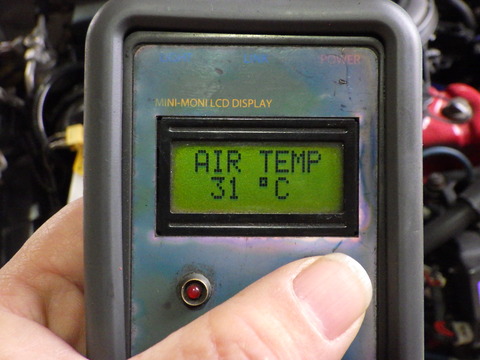 POWER
MINI-MONI LCD DISPLAY
AIR TEMP
31 °C